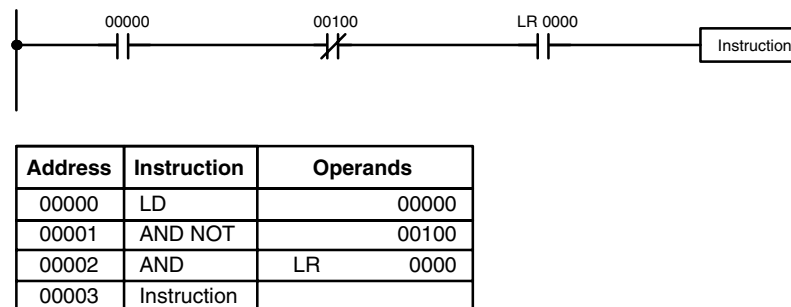 00000 00100 LR 0000
Instruction
Address Instruction Operands
00000 LD 00000
00001 AND NOT 00100
00002 AND LR 0000
00003 Instruction